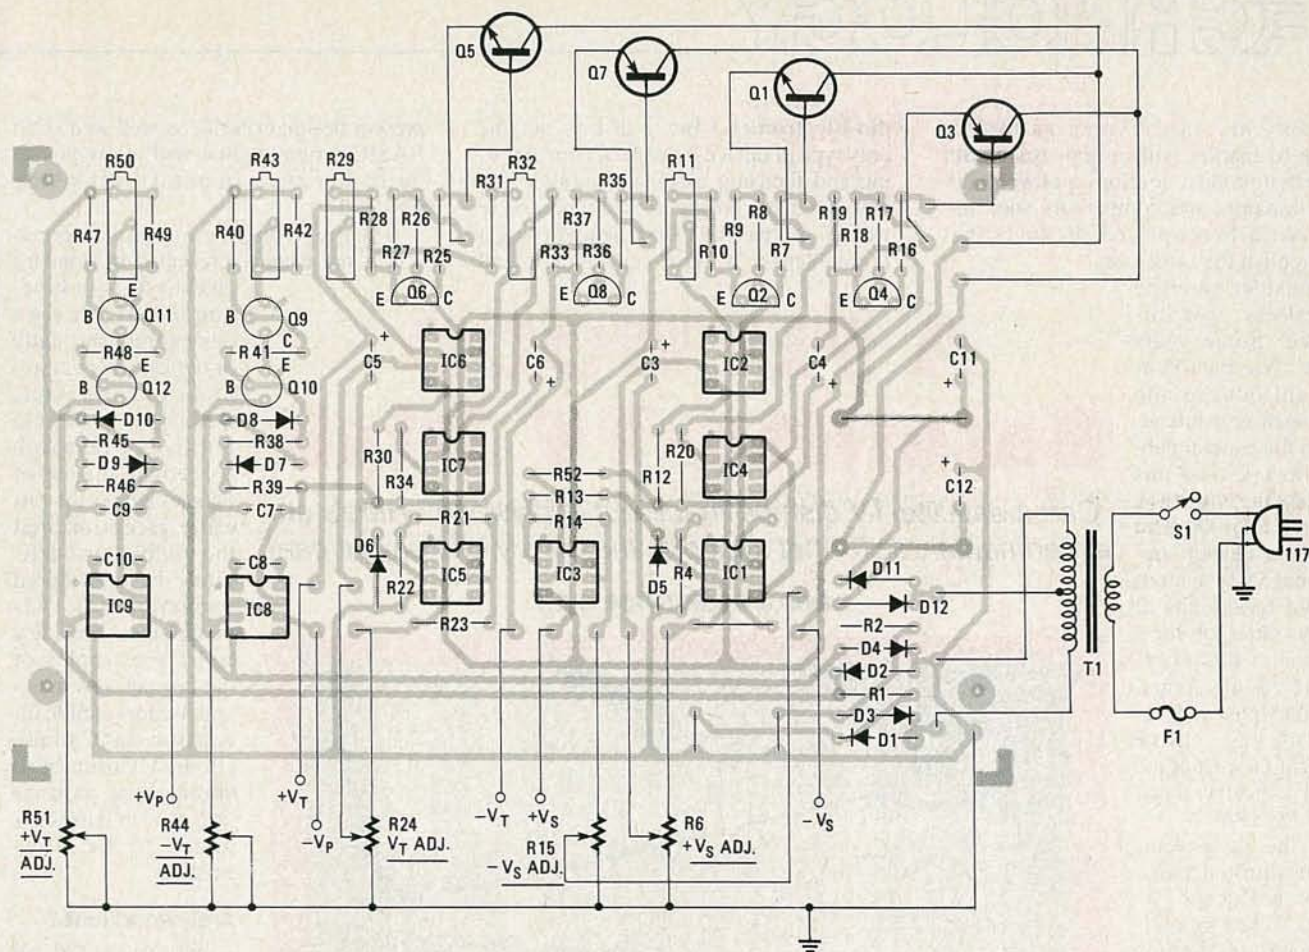 Q5
Q7
Q1
Q3
R50
R43
R29
R32
R11
R31
R35
R47
R49
R40
R42
R28
R26
R27
R25
R37
R33
R36
R10
R9
R8
R7
R19
R17
R18
R16
E
Q6
C
E
Q8
C
E
Q2
C
E
Q4
C
E
B
Q11
B
Q9
C
R48
E
R41
E
B
Q12
B
Q10
C5
+
IC6
C6
+
C3
+
IC2
C4
+
C11
+
D10
D8
R45
R38
D9
D7
R46
R39
C9
C7
R30
R34
IC7
R52
R13
R14
R12
R20
IC4
+
C12
R21
D6
R22
IC5
R23
IC3
D5
R4
IC1
C10
IC9
C8
IC8
D11
D12
R2
D4
D2
R1
D3
D1
T1
S1
F1
117
+VP
+VT
-VP
-VT
+VS
-VS
R51
+VT
ADJ.
R44
-VT
ADJ.
R24
VT ADJ.
R15
-VS ADJ.
R6
+VS ADJ.